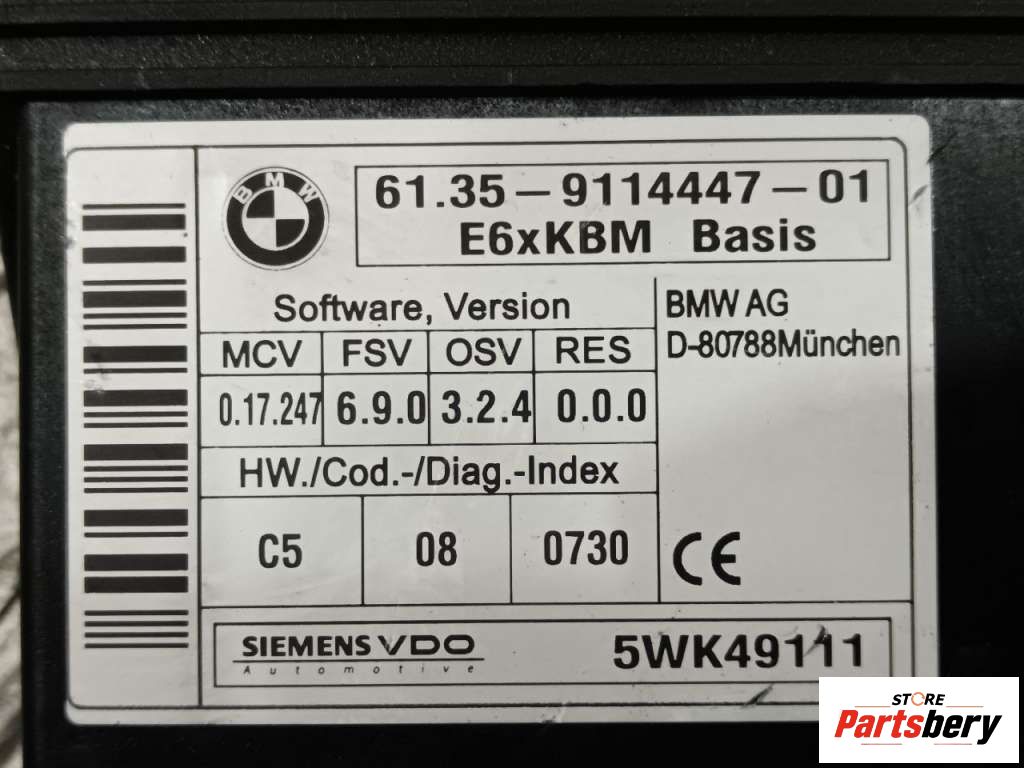 BMW
61.35-9114447-01
E6xKBM Basis
Software, Version
MCV FSV OSV RES
0.17.247 6.9.0 3.2.4 0.0.0
BMW AG
D-80788München
HW./Cod.-/Diag.-Index
C5 08 0730
CE
SIEMENS VDO
Automotive
5WK49111
STORE
Partsbery